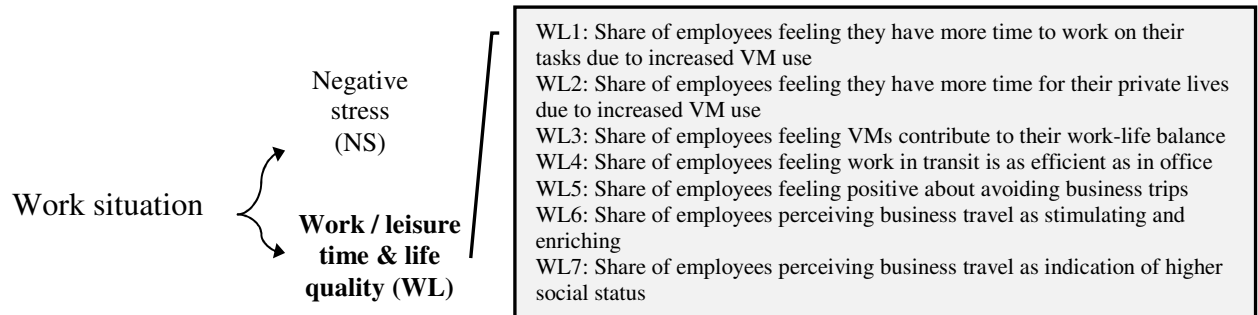 Work situation
Negative
stress
(NS)
Work / leisure
time & life
quality (WL)
WL1: Share of employees feeling they have more time to work on their
tasks due to increased VM use
WL2: Share of employees feeling they have more time for their private lives
due to increased VM use
WL3: Share of employees feeling VMs contribute to their work-life balance
WL4: Share of employees feeling work in transit is as efficient as in office
WL5: Share of employees feeling positive about avoiding business trips
WL6: Share of employees perceiving business travel as stimulating and
enriching
WL7: Share of employees perceiving business travel as indication of higher
social status